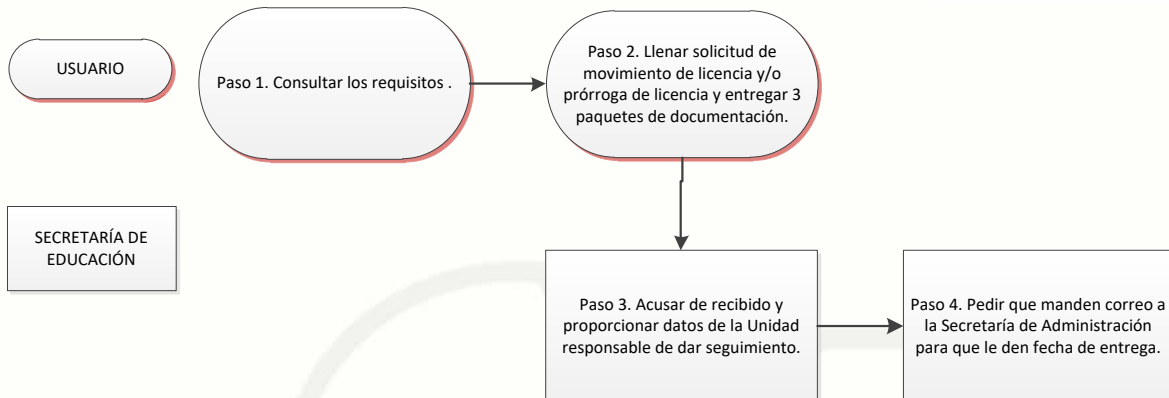 USUARIO
Paso 1. Consultar los requisitos .
Paso 2. Llenar solicitud de
movimiento de licencia y/o
prórroga de licencia y entregar 3
paquetes de documentación.
SECRETARÍA DE
EDUCACIÓN
Paso 3. Acusar de recibido y
proporcionar datos de la Unidad
responsable de dar seguimiento.
Paso 4. Pedir que manden correo a
la Secretaría de Administración
para que le den fecha de entrega.